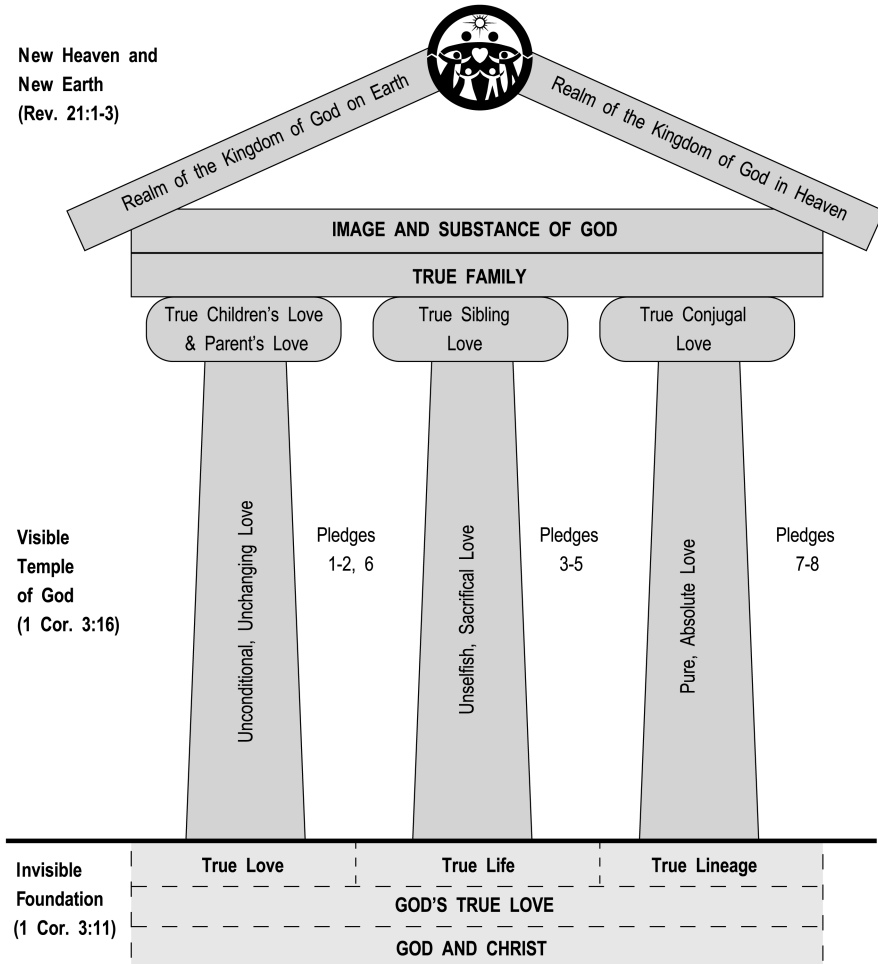 New Heaven and
New Earth
(Rev. 21:1-3)
Realm of the Kingdom of God on Earth
Realm of the Kingdom of God in Heaven
IMAGE AND SUBSTANCE OF GOD
TRUE FAMILY
True Children's Love
& Parent's Love
True Sibling
Love
True Conjugal
Love
Visible
Temple
of God
(1 Cor. 3:16)
Unconditional, Unchanging Love
Pledges
1-2, 6
Unselfish, Sacrifical Love
Pledges
3-5
Pure, Absolute Love
Pledges
7-8
Invisible
Foundation
(1 Cor. 3:11)
True Love
True Life
True Lineage
GOD'S TRUE LOVE
GOD AND CHRIST